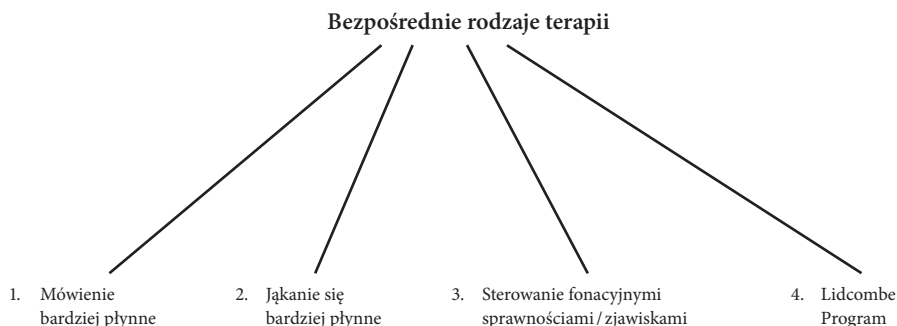 Bezpośrednie rodzaje terapii
1. Mówienie
bardziej płynne
2. Jąkanie się
bardziej płynne
3. Sterowanie fonacyjnymi
sprawnościami / zjawiskami
4. Lidcombe
Program